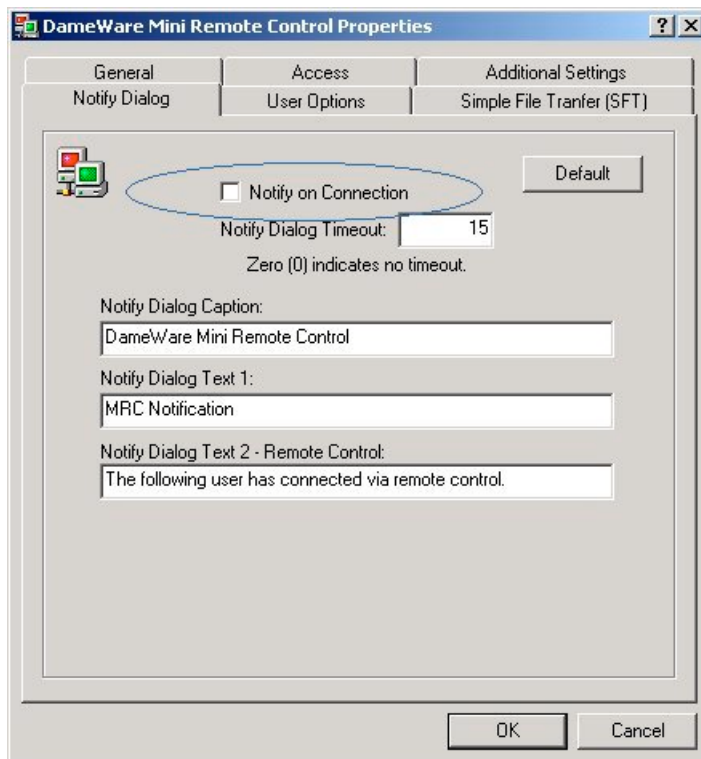 DameWare Mini Remote Control Properties
General Access Additional Settings
Notify Dialog User Options Simple File Tranfer (SFT)
Notify on Connection
Default
Notify Dialog Timeout: 15
Zero (0) indicates no timeout.
Notify Dialog Caption:
DameWare Mini Remote Control
Notify Dialog Text 1:
MRC Notification
Notify Dialog Text 2 - Remote Control:
The following user has connected via remote control.
OK Cancel